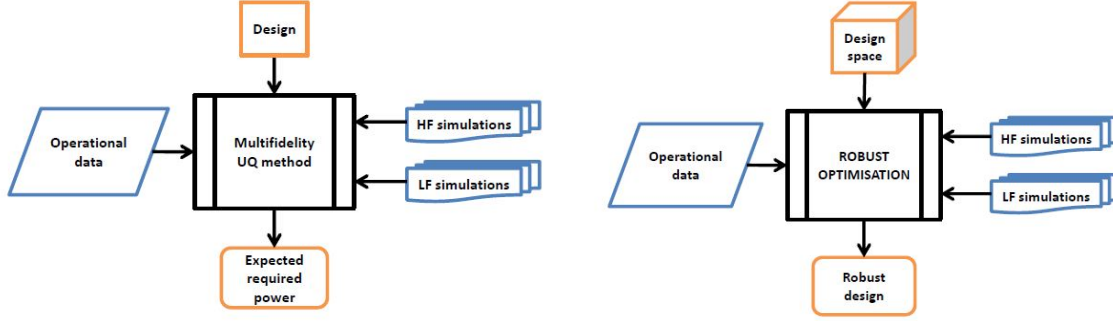 Design
Operational
data
Multifidelity
UQ method
HF simulations
LF simulations
Expected
required
power
Design
space
Operational
data
ROBUST
OPTIMISATION
HF simulations
LF simulations
Robust
design